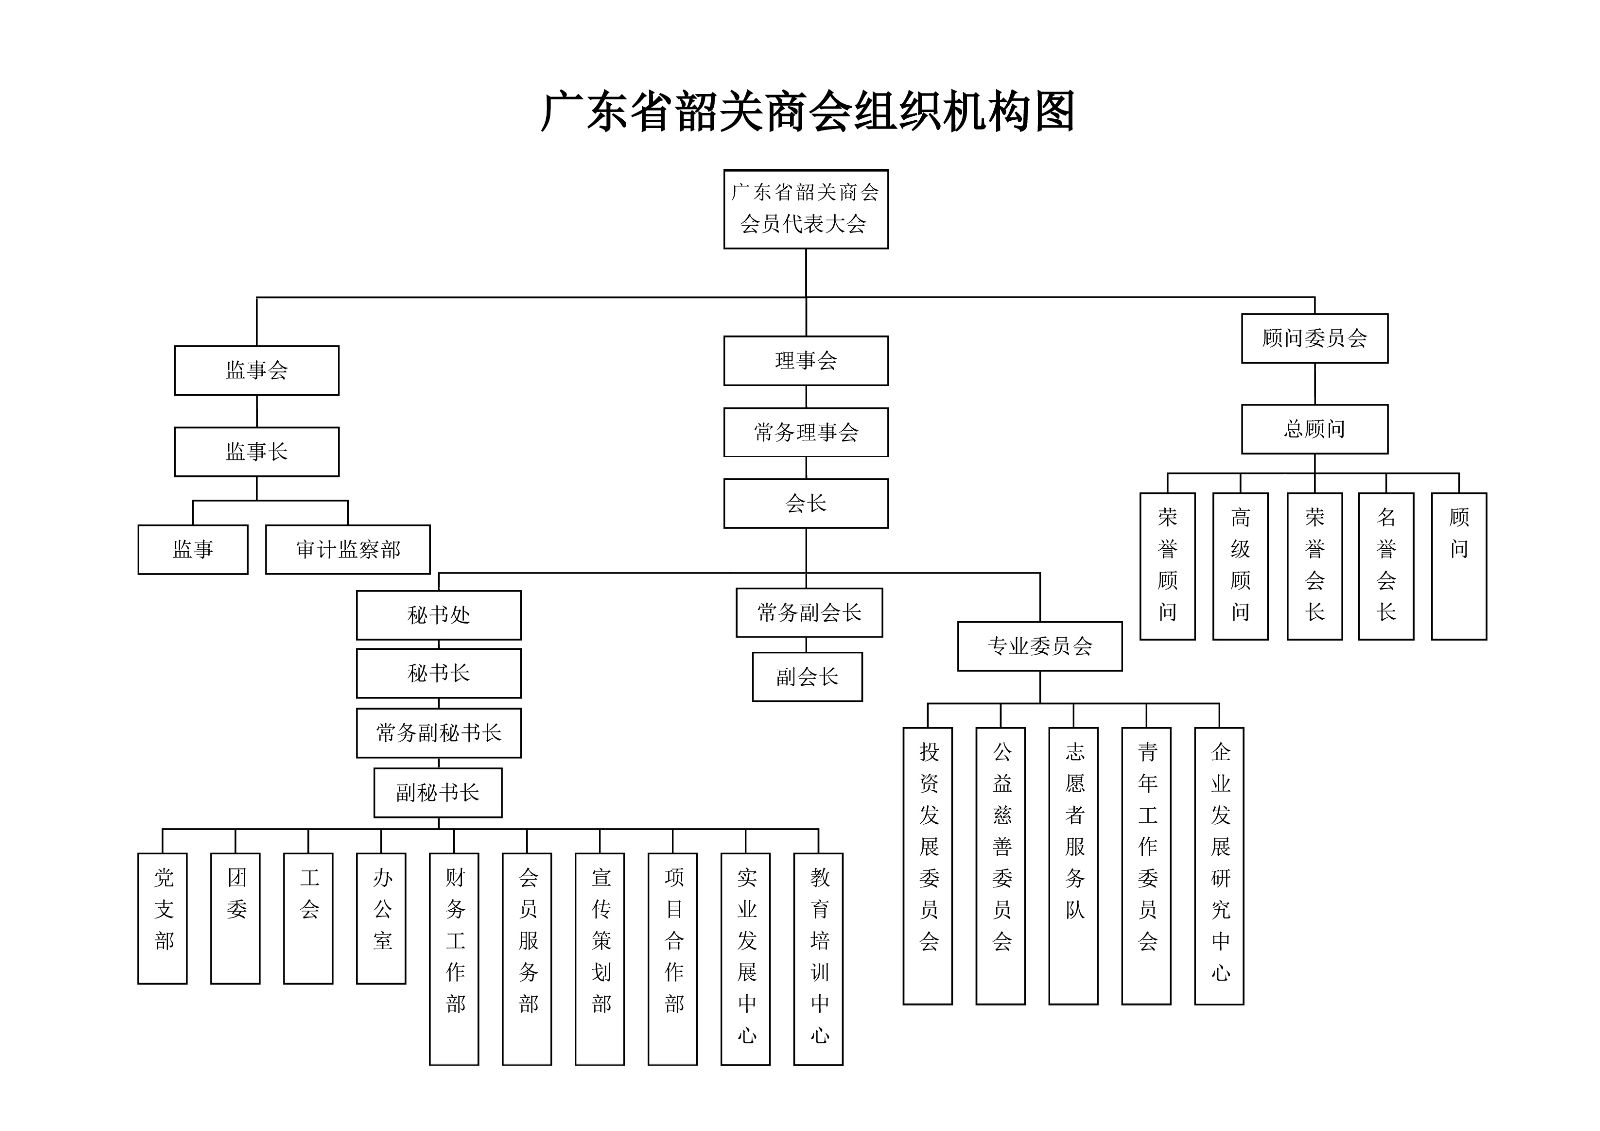 广东省韶关商会组织机构图
广东省韶关商会
会员代表大会
监事会
理事会
顾问委员会
监事长
常务理事会
总顾问
会长
监事
审计监察部
荣誉顾问
高级顾问
荣誉会长
名誉会长
顾问
秘书处
常务副会长
专业委员会
秘书长
副会长
常务副秘书长
副秘书长
投资发展委员会
公益慈善委员会
志愿者服务队
青年工作委员会
企业发展研究中心
党支部
团委
工会
办公室
财务工作部
会员服务部
宣传策划部
项目合作部
实业发展中心
教育培训中心